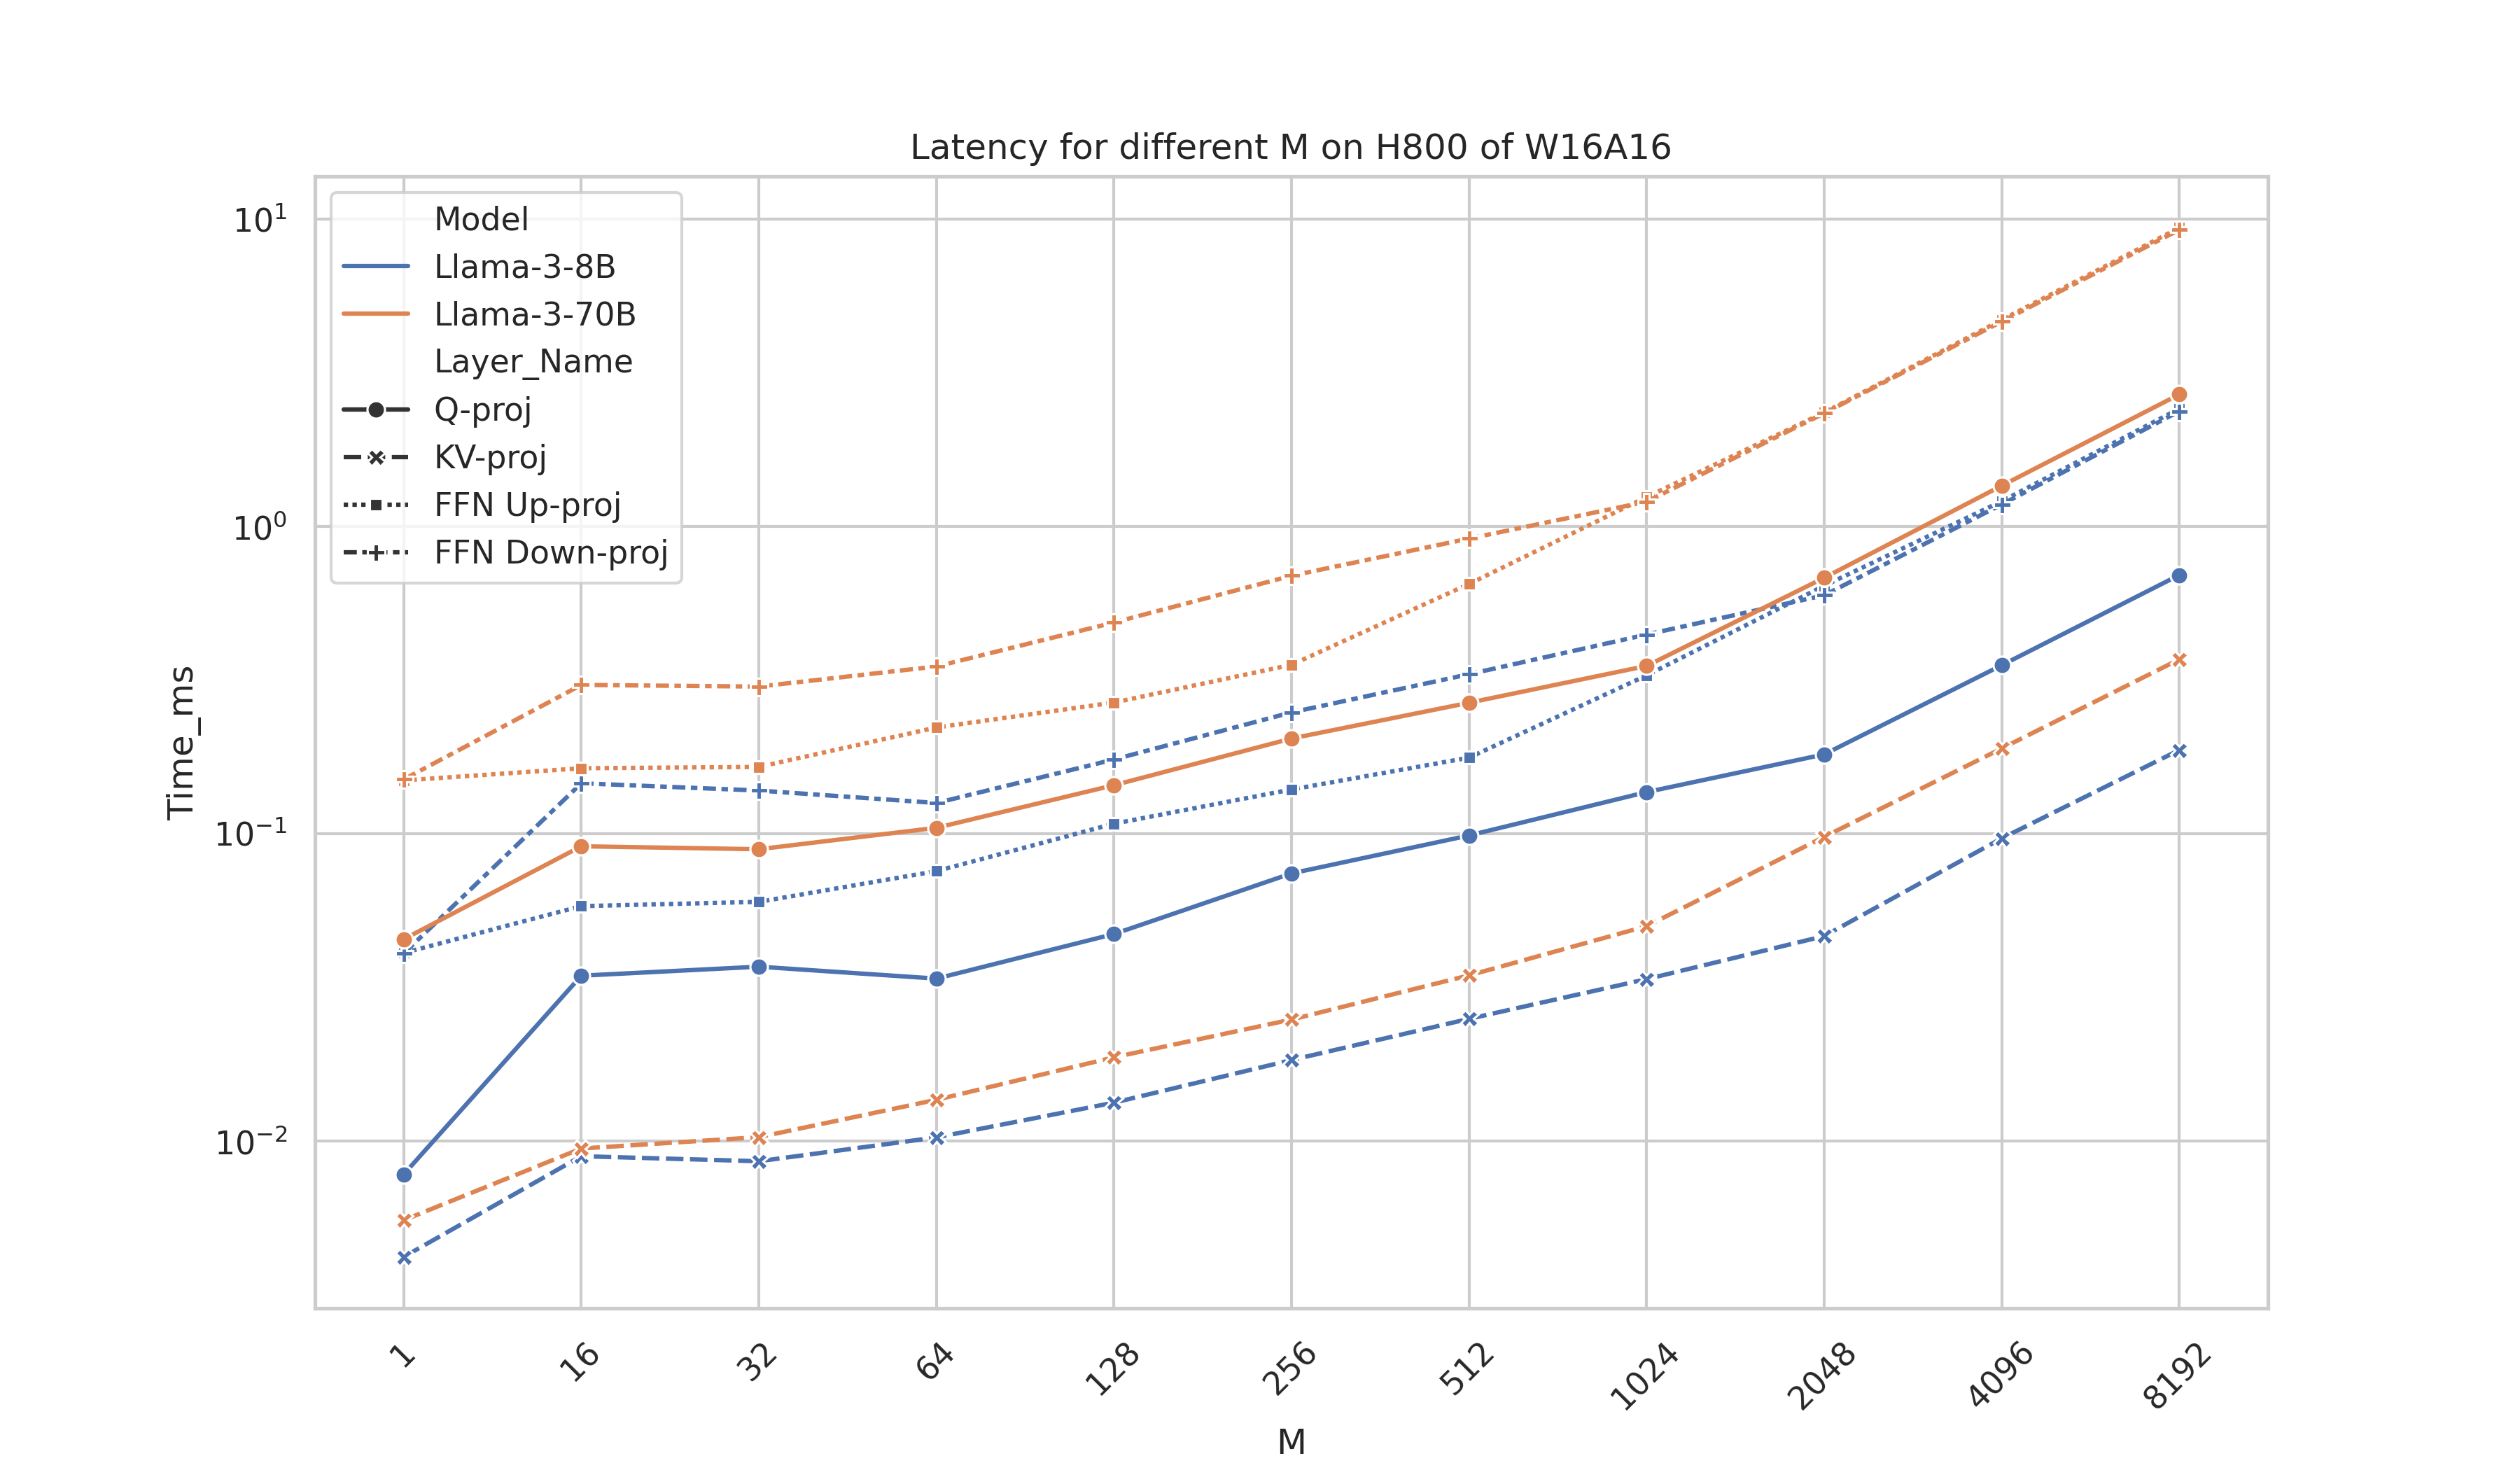 Latency for different M on H800 of W16A16
Model
Llama-3-8B
Llama-3-70B
Layer_Name
Q-proj
KV-proj
FFN Up-proj
FFN Down-proj
10¹
10⁰
10⁻¹
10⁻²
Time_ms
1 16 32 64 128 256 512 1024 2048 4096 8192
M